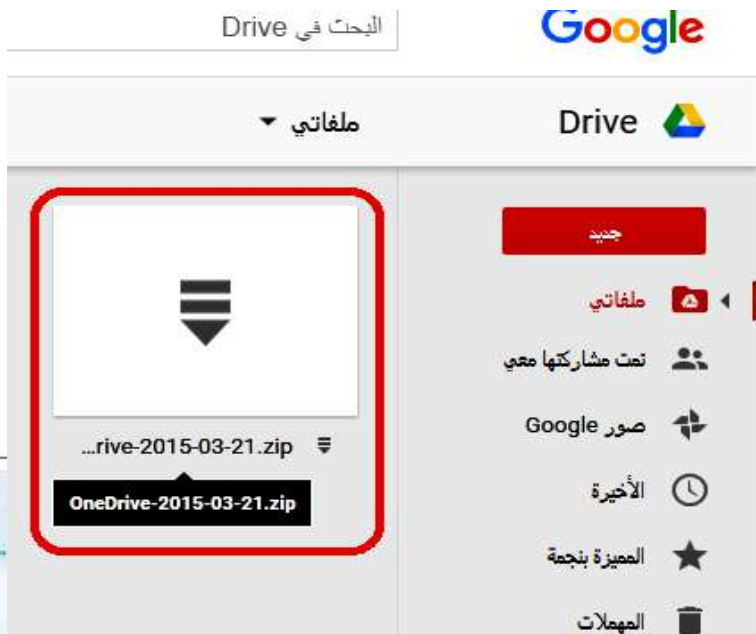 Google
البحث في Drive
Drive
ملفاتي
جديد
ملفاتي
تمت مشاركتها معي
صور Google
الأخيرة
المميزة بنجمة
المهملات
...rive-2015-03-21.zip
OneDrive-2015-03-21.zip